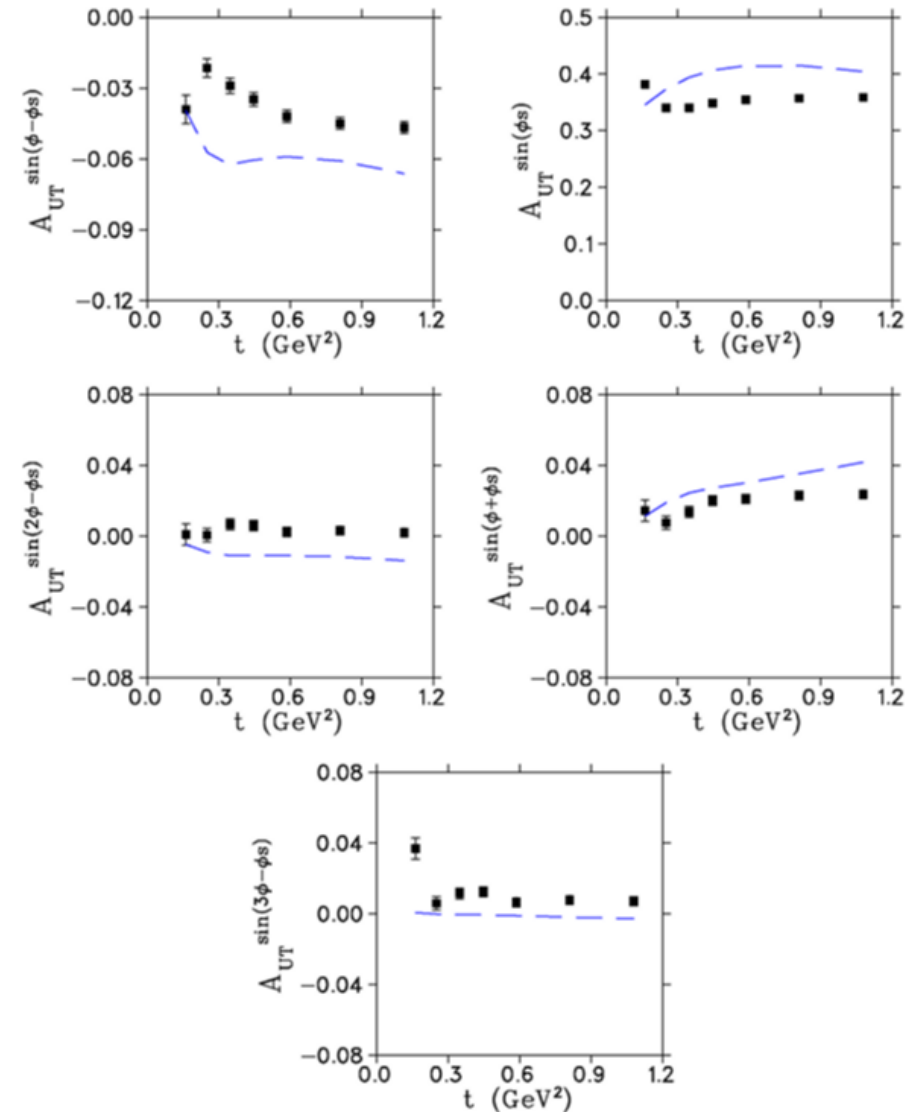 0.00
−0.03
−0.06
−0.09
−0.12
A_UT^sin(ϕ−ϕs)
0.0 0.3 0.6 0.9 1.2
t (GeV²)
0.5
0.4
0.3
0.2
0.1
0.0
A_UT^sin(ϕs)
0.0 0.3 0.6 0.9 1.2
t (GeV²)
0.08
0.04
0.00
−0.04
−0.08
A_UT^sin(2ϕ−ϕs)
0.0 0.3 0.6 0.9 1.2
t (GeV²)
0.08
0.04
0.00
−0.04
−0.08
A_UT^sin(ϕ+ϕs)
0.0 0.3 0.6 0.9 1.2
t (GeV²)
0.08
0.04
0.00
−0.04
−0.08
A_UT^sin(3ϕ−ϕs)
0.0 0.3 0.6 0.9 1.2
t (GeV²)